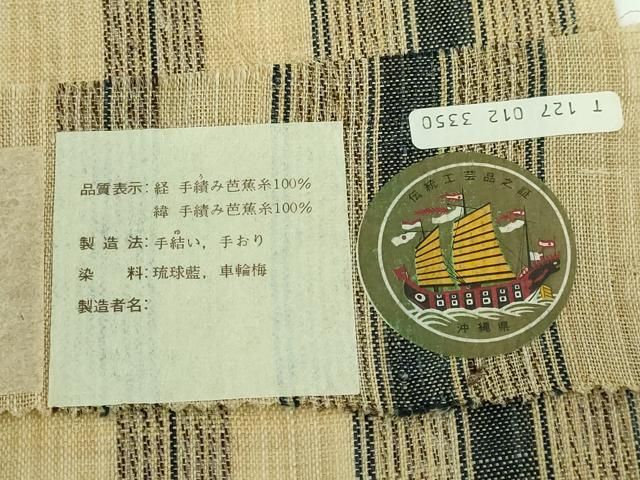 T 127 012 3350
伝統工芸品之証
沖縄県
品質表示：経 手績み芭蕉糸100%
緯 手績み芭蕉糸100%
製造法：手結い，手おり
染料：琉球藍，車輪梅
製造者名：